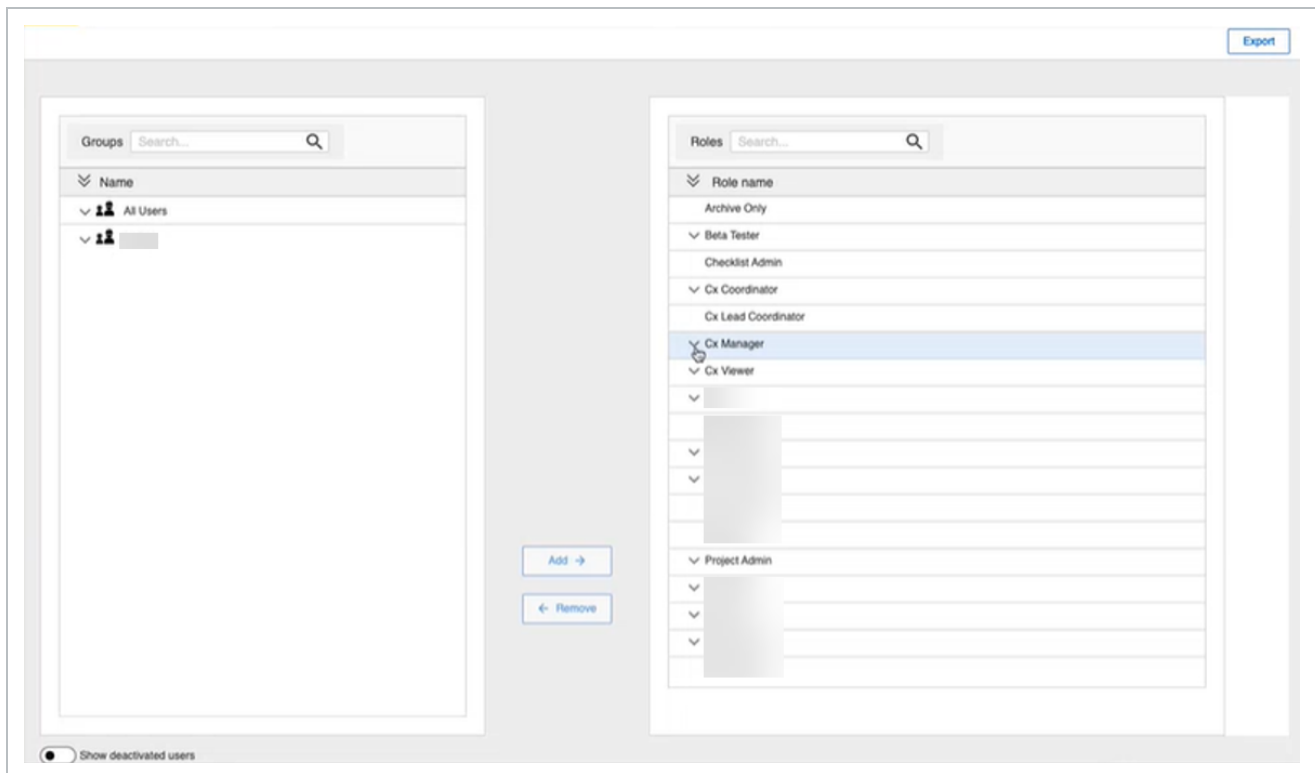 Export
Groups Search...
Name
All Users
Add →
← Remove
Show deactivated users
Roles Search...
Role name
Archive Only
Beta Tester
Checklist Admin
Cx Coordinator
Cx Lead Coordinator
Cx Manager
Cx Viewer
Project Admin